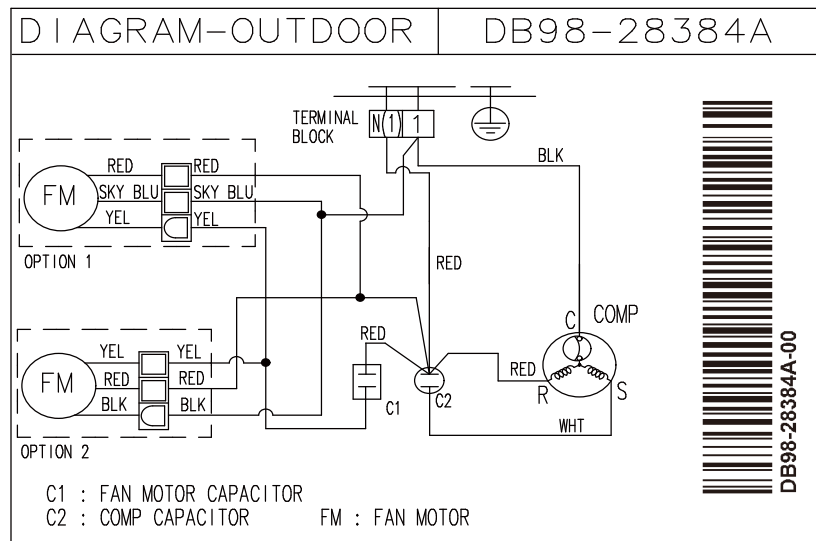 DIAGRAM-OUTDOOR
DB98-28384A
TERMINAL
BLOCK
N(1) 1
BLK
RED
RED
FM
SKY BLU
SKY BLU
YEL
YEL
OPTION 1
RED
C
COMP
RED
RED
R
S
C1
C2
WHT
YEL
YEL
FM
RED
RED
BLK
BLK
OPTION 2
C1 : FAN MOTOR CAPACITOR
C2 : COMP CAPACITOR
FM : FAN MOTOR
DB98-28384A-00